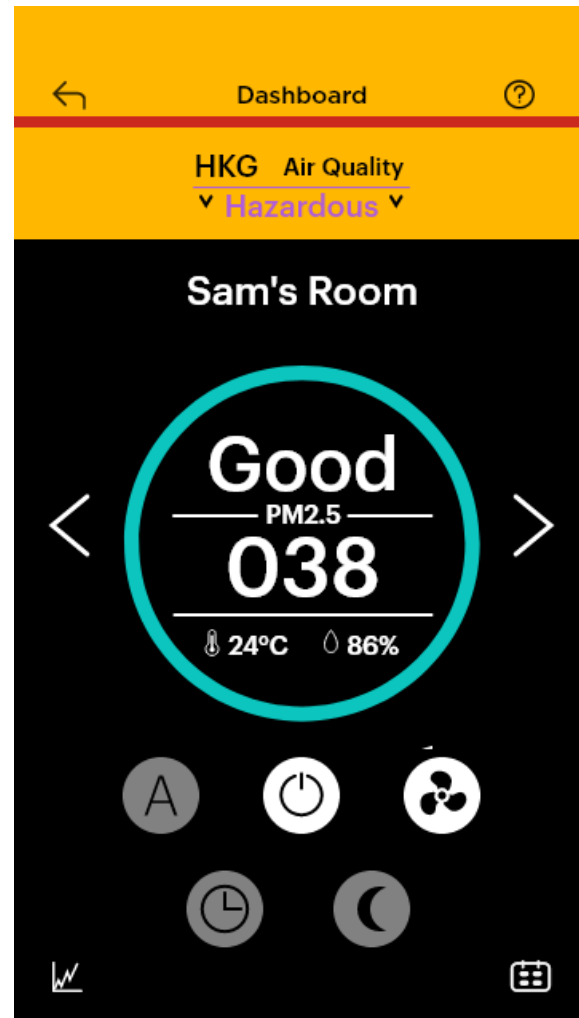 Dashboard
HKG Air Quality
Hazardous
Sam's Room
Good
PM2.5
038
24°C 86%
A